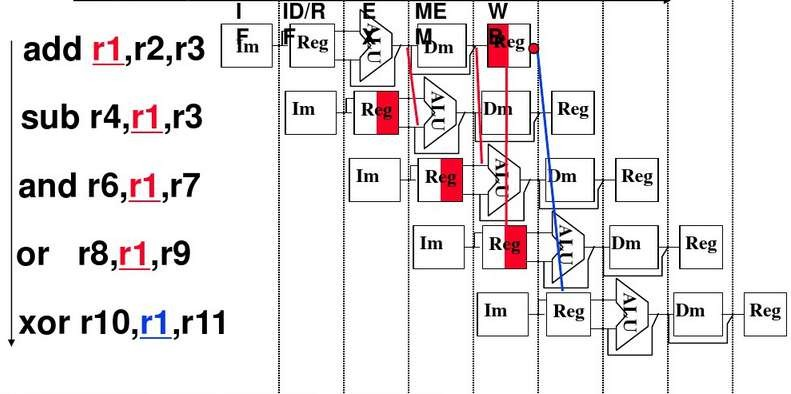 I ID/R E ME W
F F X M B
add r1,r2,r3 Im Reg ALU Dm Reg
sub r4,r1,r3 Im Reg ALU Dm Reg
and r6,r1,r7 Im Reg ALU Dm Reg
or r8,r1,r9 Im Reg ALU Dm Reg
xor r10,r1,r11 Im Reg ALU Dm Reg